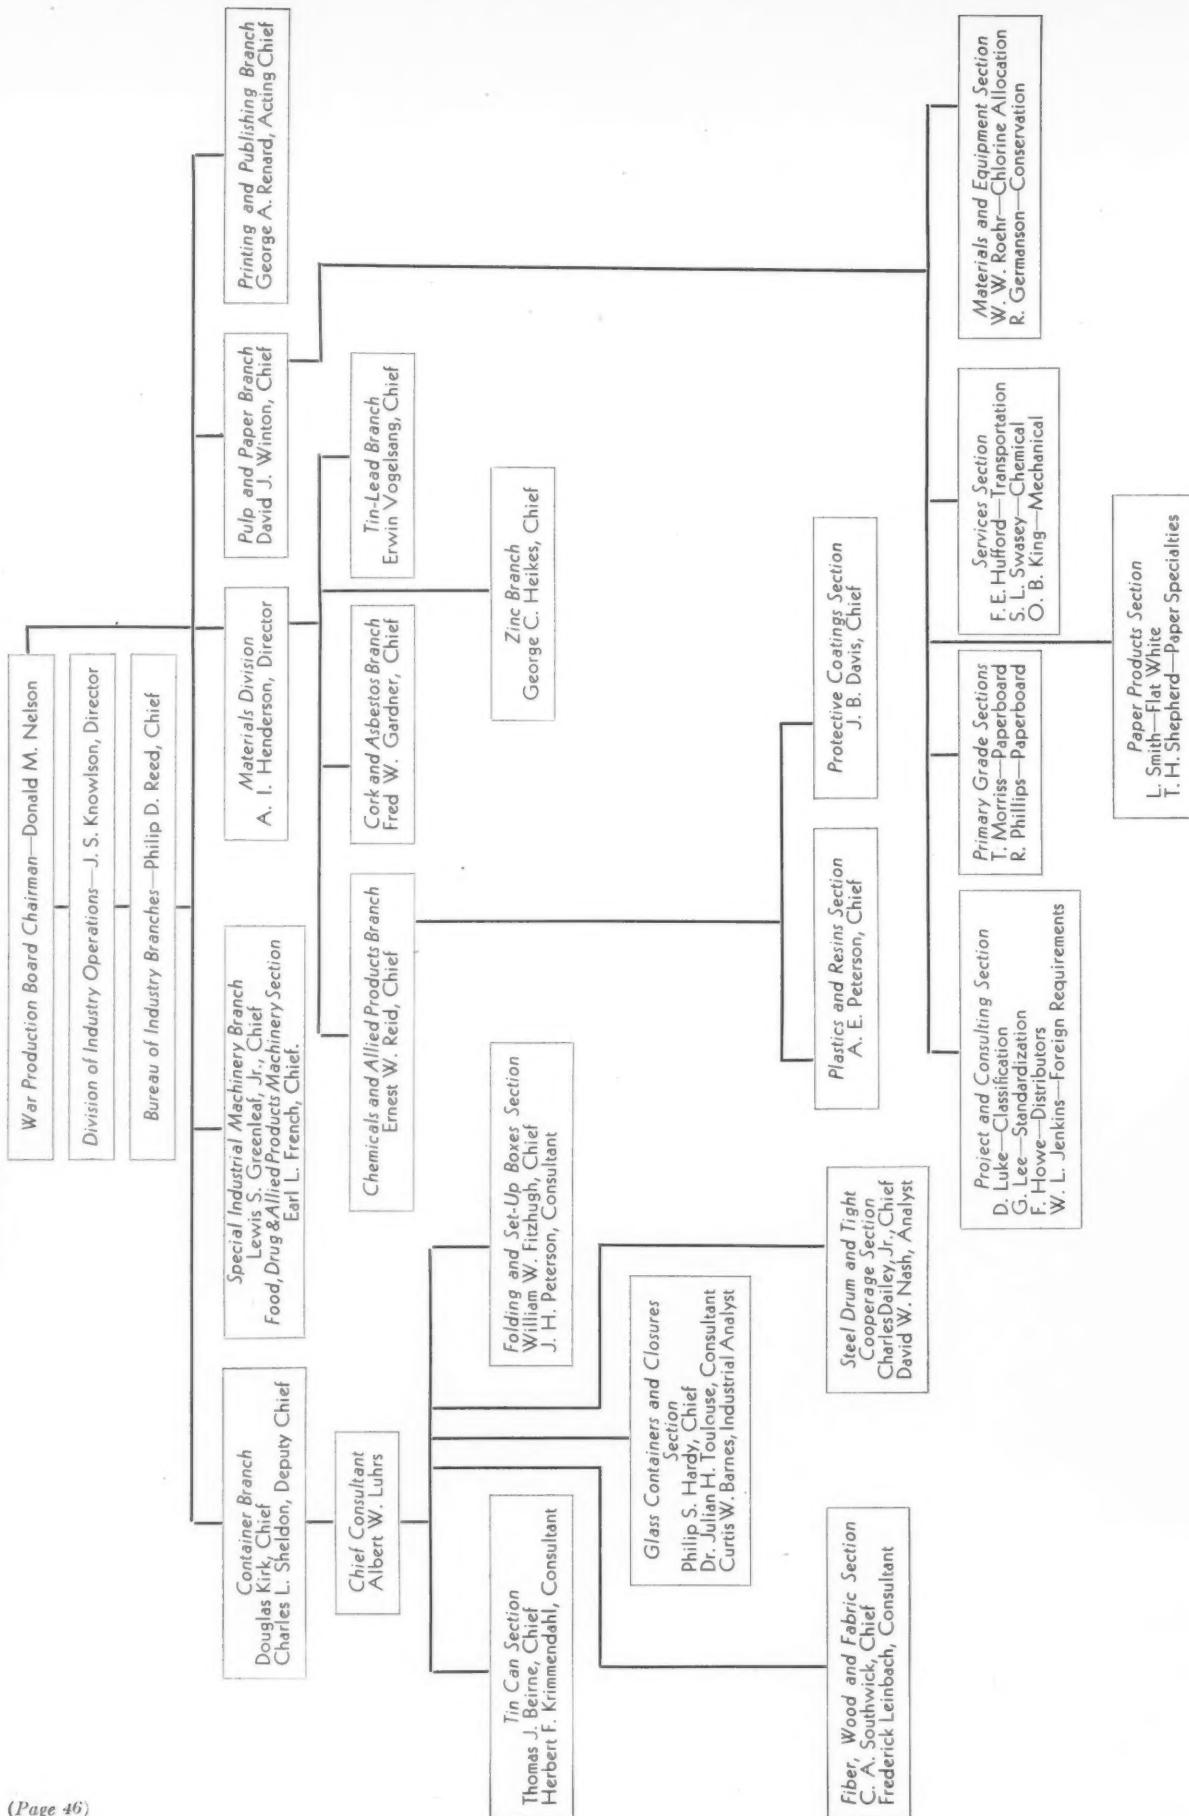 War Production Board Chairman—Donald M. Nelson
Division of Industry Operations—J. S. Knowlson, Director
Bureau of Industry Branches—Philip D. Reed, Chief
Container Branch
Douglas Kirk, Chief
Charles L. Sheldon, Deputy Chief
Special Industrial Machinery Branch
Lewis S. Greenleaf, Jr., Chief
Food, Drug & Allied Products Machinery Section
Earl L. French, Chief.
Materials Division
A. I. Henderson, Director
Pulp and Paper Branch
David J. Winton, Chief
Printing and Publishing Branch
George A. Renard, Acting Chief
Chief Consultant
Albert W. Luhrs
Chemicals and Allied Products Branch
Ernest W. Reid, Chief
Cork and Asbestos Branch
Fred W. Gardner, Chief
Tin-Lead Branch
Erwin Vogelsang, Chief
Tin Can Section
Thomas J. Beirne, Chief
Herbert F. Krimmendahl, Consultant
Folding and Set-Up Boxes Section
William W. Fitzhugh, Chief
J. H. Peterson, Consultant
Zinc Branch
George C. Heikes, Chief
Glass Containers and Closures
Section
Philip S. Hardy, Chief
Dr. Julian H. Toulouse, Consultant
Curtis W. Barnes, Industrial Analyst
Fiber, Wood and Fabric Section
C. A. Southwick, Chief
Frederick Leinbach, Consultant
Steel Drum and Tight
Cooperage Section
Charles Dailey, Jr., Chief
David W. Nash, Analyst
Plastics and Resins Section
A. E. Peterson, Chief
Protective Coatings Section
J. B. Davis, Chief
Project and Consulting Section
D. Luke—Classification
G. Lee—Standardization
F. Howe—Distributors
W. L. Jenkins—Foreign Requirements
Primary Grade Sections
T. Morriss—Paperboard
R. Phillips—Paperboard
Services Section
F. E. Hufford—Transportation
S. L. Swasey—Chemical
O. B. King—Mechanical
Materials and Equipment Section
W. W. Roehr—Chlorine Allocation
R. Germanson—Conservation
Paper Products Section
L. Smith—Flat White
T. H. Shepherd—Paper Specialties
(Page 46)